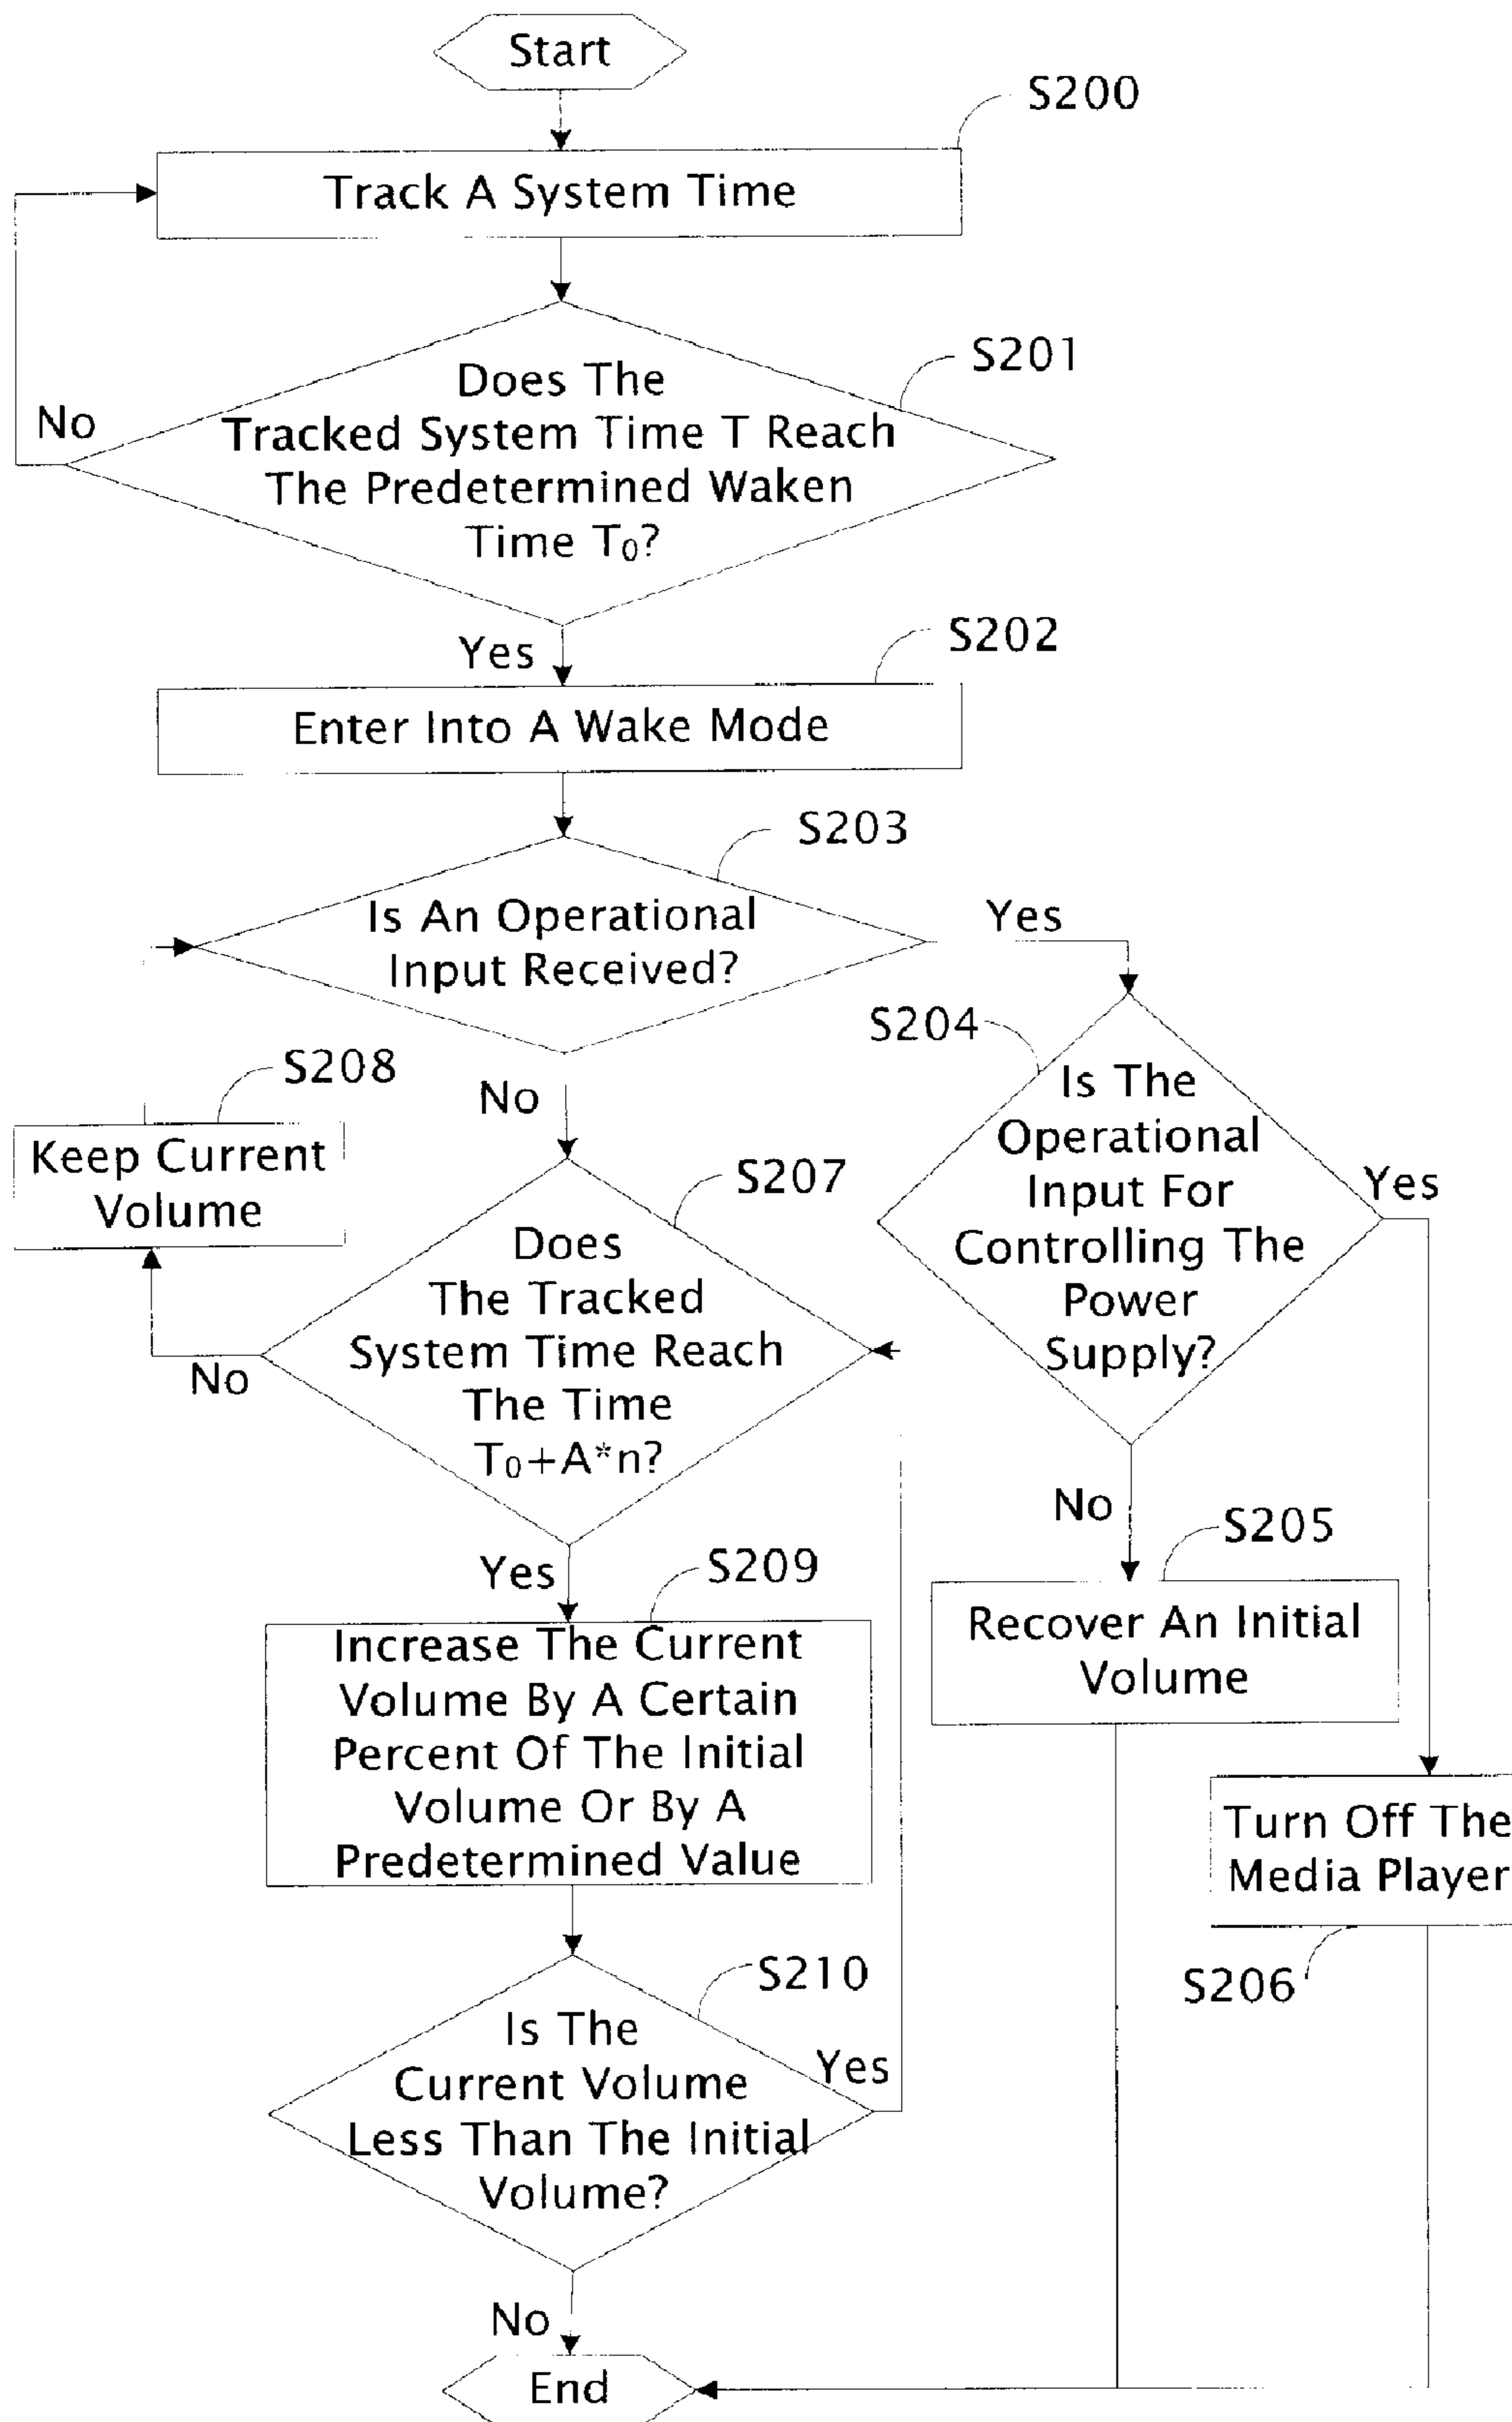 Start
S200
Track A System Time
S201
Does The
Tracked System Time T Reach
The Predetermined Waken
Time T₀?
No
Yes
S202
Enter Into A Wake Mode
S203
Is An Operational
Input Received?
Yes
No
S204
Is The
Operational
Input For
Controlling The
Power
Supply?
Yes
No
S208
Keep Current
Volume
S207
Does
The Tracked
System Time Reach
The Time
T₀+A*n?
No
Yes
S205
Recover An Initial
Volume
S209
Increase The Current
Volume By A Certain
Percent Of The Initial
Volume Or By A
Predetermined Value
Turn Off The
Media Player
S206
S210
Is The
Current Volume
Less Than The Initial
Volume?
Yes
No
End